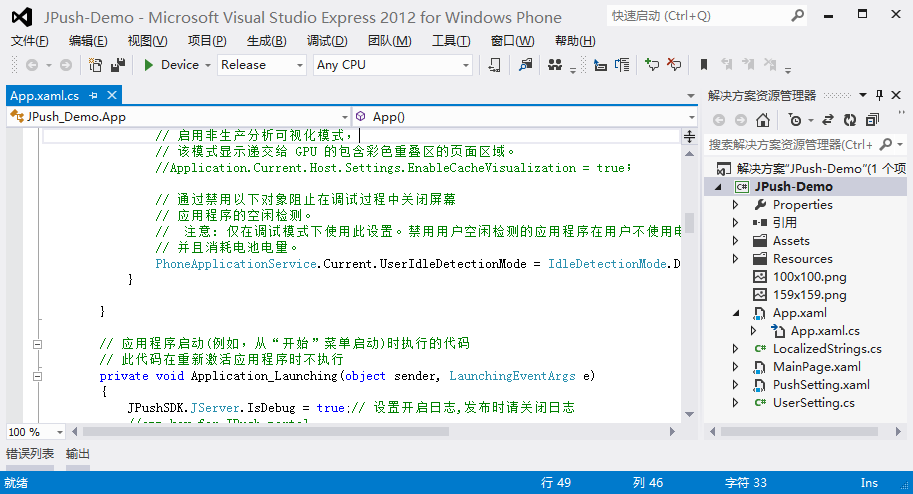 JPush-Demo - Microsoft Visual Studio Express 2012 for Windows Phone
快速启动 (Ctrl+Q)
文件(F) 编辑(E) 视图(V) 项目(P) 生成(B) 调试(D) 团队(M) 工具(T) 窗口(W) 帮助(H)
Device Release Any CPU
App.xaml.cs
JPush_Demo.App App()
// 启用非生产分析可视化模式，
// 该模式显示递交给 GPU 的包含彩色重叠区的页面区域。
//Application.Current.Host.Settings.EnableCacheVisualization = true;
// 通过禁用以下对象阻止在调试过程中关闭屏幕
// 应用程序的空闲检测。
//  注意: 仅在调试模式下使用此设置。禁用用户空闲检测的应用程序在用户不使用电
// 并且消耗电池电量。
PhoneApplicationService.Current.UserIdleDetectionMode = IdleDetectionMode.D
}
}
// 应用程序启动(例如，从“开始”菜单启动)时执行的代码
// 此代码在重新激活应用程序时不执行
private void Application_Launching(object sender, LaunchingEventArgs e)
{
JPushSDK.JServer.IsDebug = true;// 设置开启日志,发布时请关闭日志
100 %
解决方案资源管理器
搜索解决方案资源管理器(Ctrl+
解决方案"JPush-Demo"(1 个项
JPush-Demo
Properties
引用
Assets
Resources
100x100.png
159x159.png
App.xaml
App.xaml.cs
LocalizedStrings.cs
MainPage.xaml
PushSetting.xaml
UserSetting.cs
错误列表 输出
就绪 行 49 列 46 字符 33 Ins